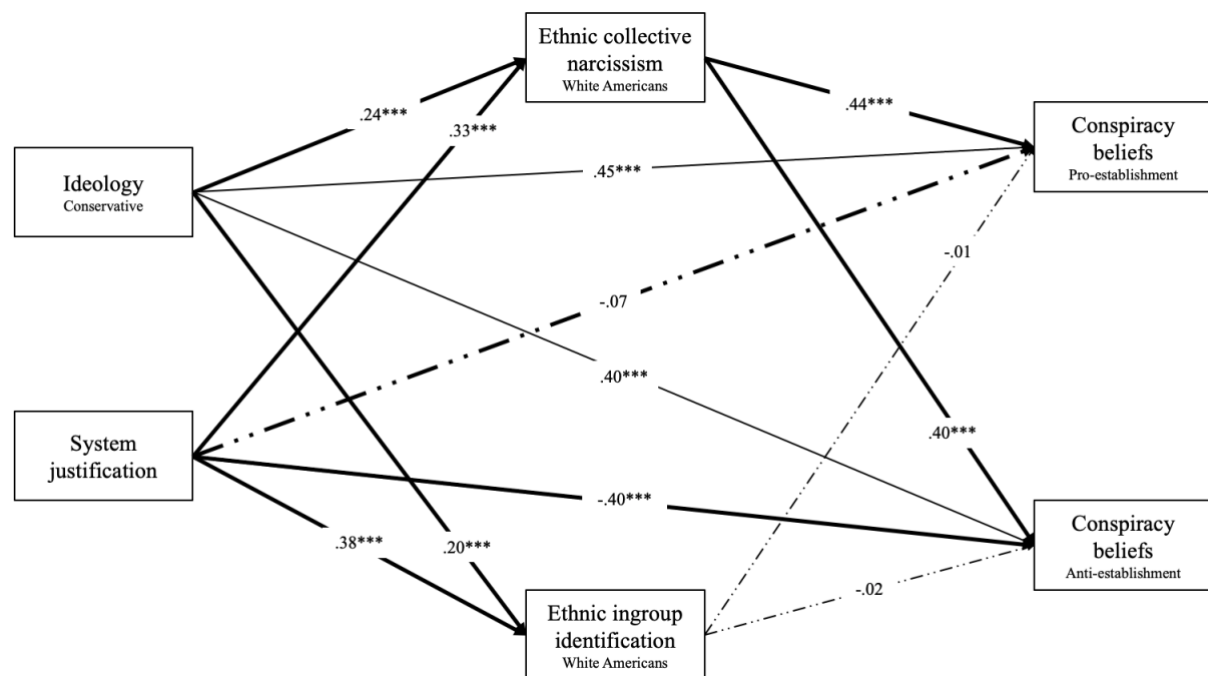 Ethnic collective
narcissism
White Americans
.24***
.33***
.44***
Conspiracy
beliefs
Pro-establishment
Ideology
Conservative
.45***
-.01
-.07
.40***
System
justification
.40***
-.40***
Conspiracy
beliefs
Anti-establishment
.38***
.20***
-.02
Ethnic ingroup
identification
White Americans